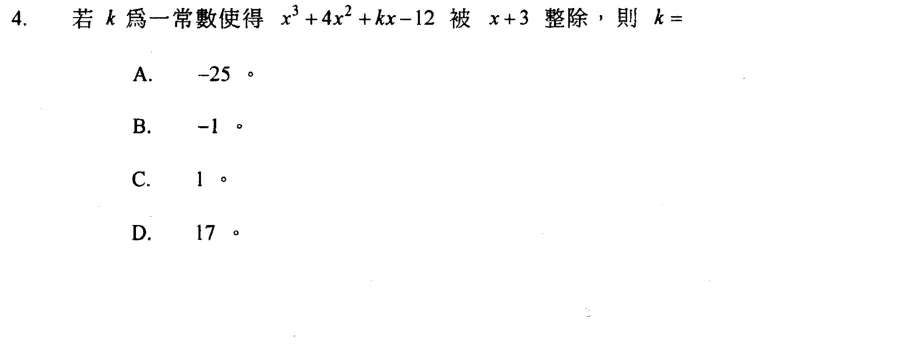 4. 若 k 為一常數使得 x³ + 4x² + kx − 12 被 x + 3 整除，則 k =
A. −25 。
B. −1 。
C. 1 。
D. 17 。